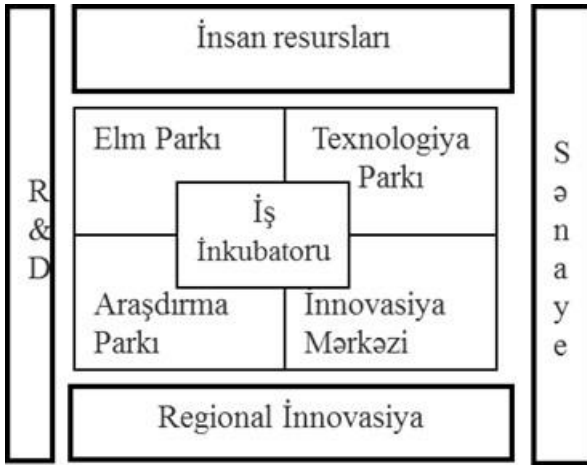 İnsan resursları
R
&
D
Elm Parkı
Texnologiya
Parkı
İş
İnkubatoru
Araşdırma
Parkı
İnnovasiya
Mərkəzi
S
ə
n
a
y
e
Regional İnnovasiya